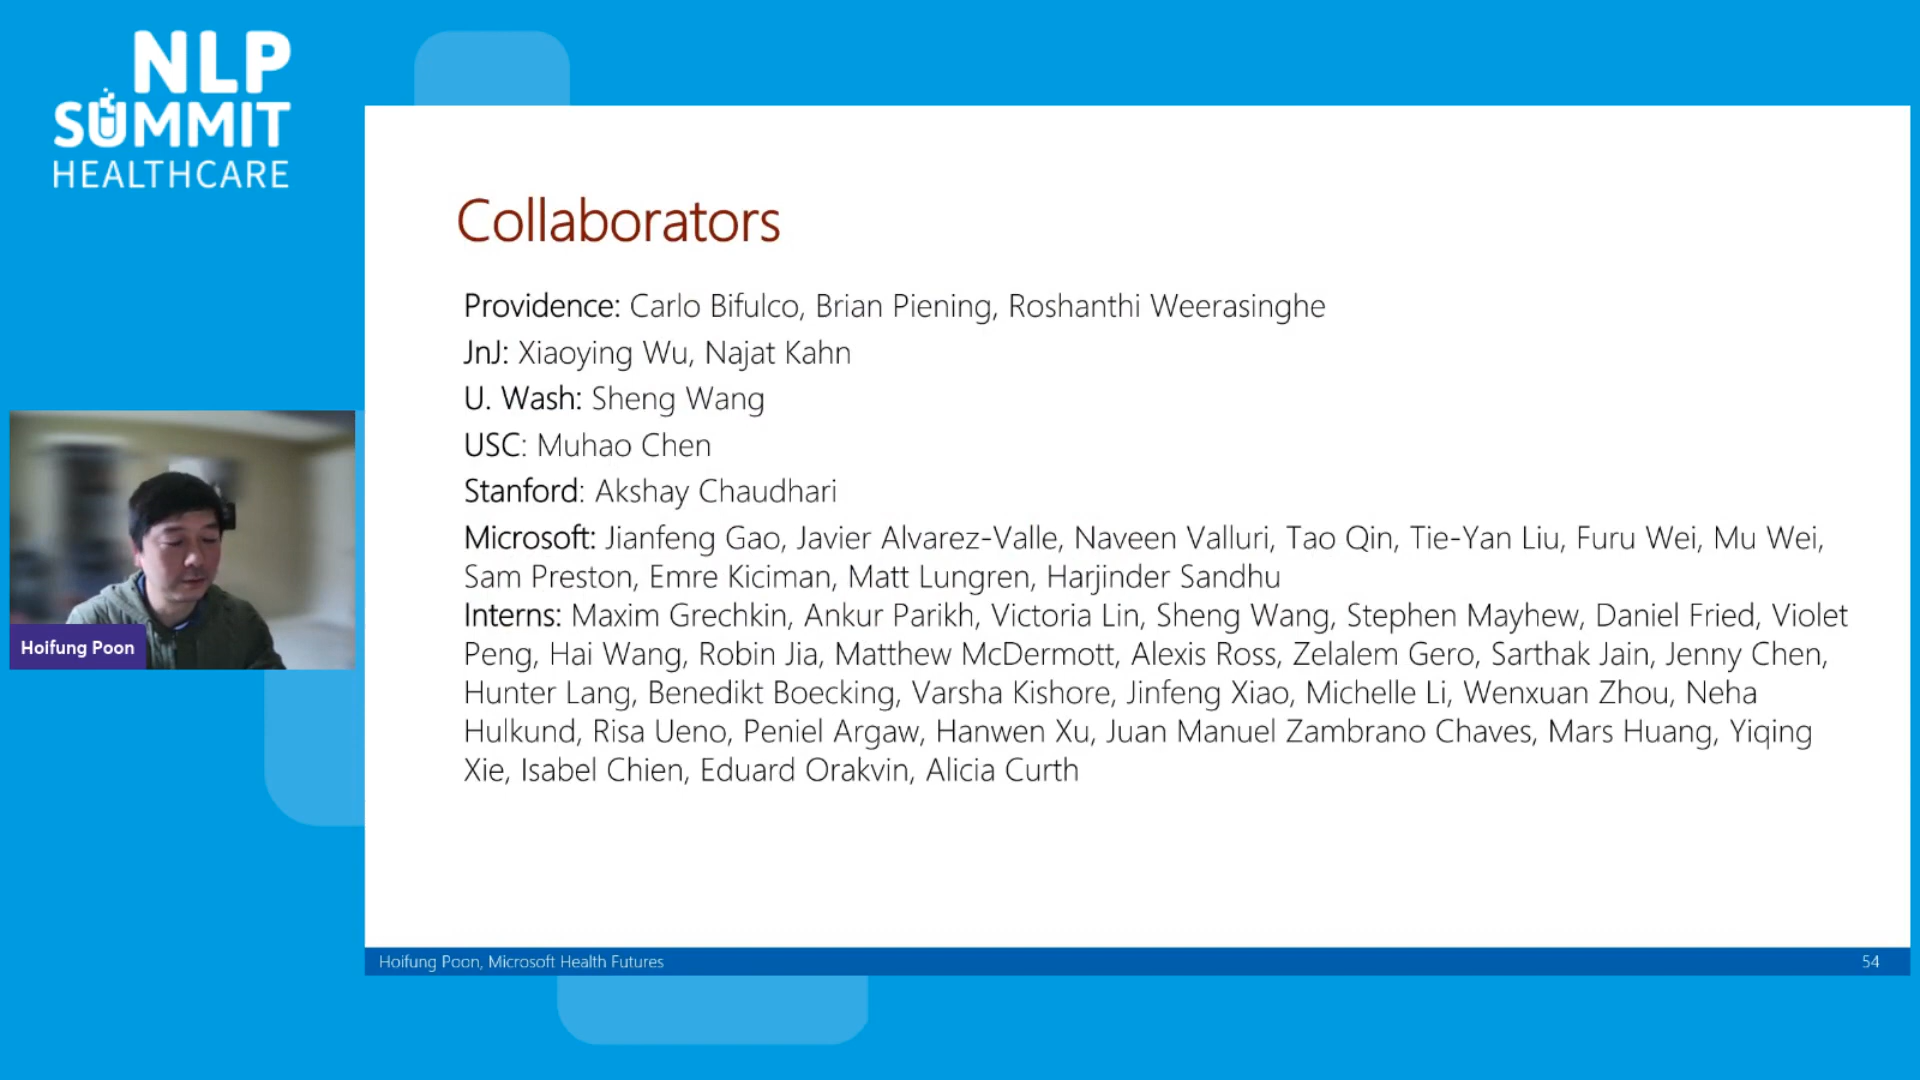 NLP
SUMMIT
HEALTHCARE
Collaborators
Providence: Carlo Bifulco, Brian Piening, Roshanthi Weerasinghe
JnJ: Xiaoying Wu, Najat Kahn
U. Wash: Sheng Wang
USC: Muhao Chen
Stanford: Akshay Chaudhari
Microsoft: Jianfeng Gao, Javier Alvarez-Valle, Naveen Valluri, Tao Qin, Tie-Yan Liu, Furu Wei, Mu Wei,
Sam Preston, Emre Kiciman, Matt Lungren, Harjinder Sandhu
Interns: Maxim Grechkin, Ankur Parikh, Victoria Lin, Sheng Wang, Stephen Mayhew, Daniel Fried, Violet
Peng, Hai Wang, Robin Jia, Matthew McDermott, Alexis Ross, Zelalem Gero, Sarthak Jain, Jenny Chen,
Hunter Lang, Benedikt Boecking, Varsha Kishore, Jinfeng Xiao, Michelle Li, Wenxuan Zhou, Neha
Hulkund, Risa Ueno, Peniel Argaw, Hanwen Xu, Juan Manuel Zambrano Chaves, Mars Huang, Yiqing
Xie, Isabel Chien, Eduard Orakvin, Alicia Curth
Hoifung Poon
Hoifung Poon, Microsoft Health Futures
54